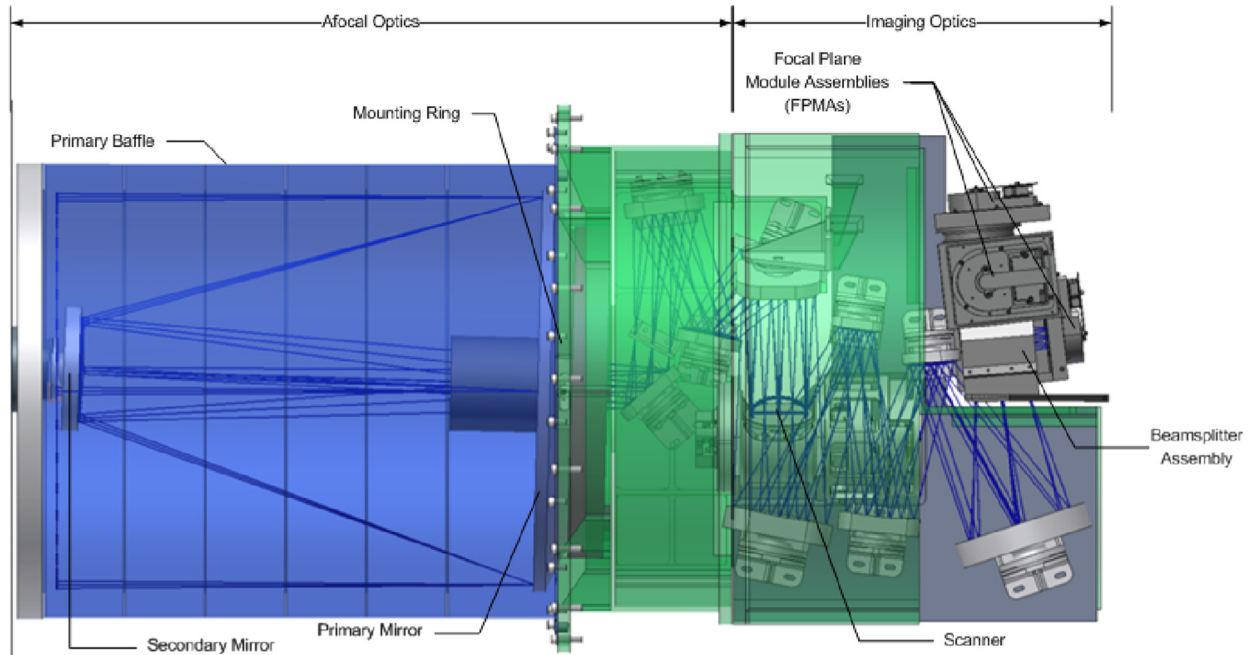 Afocal Optics
Imaging Optics
Focal Plane
Module Assemblies
(FPMAs)
Mounting Ring
Primary Baffle
Beamsplitter
Assembly
Primary Mirror
Secondary Mirror
Scanner